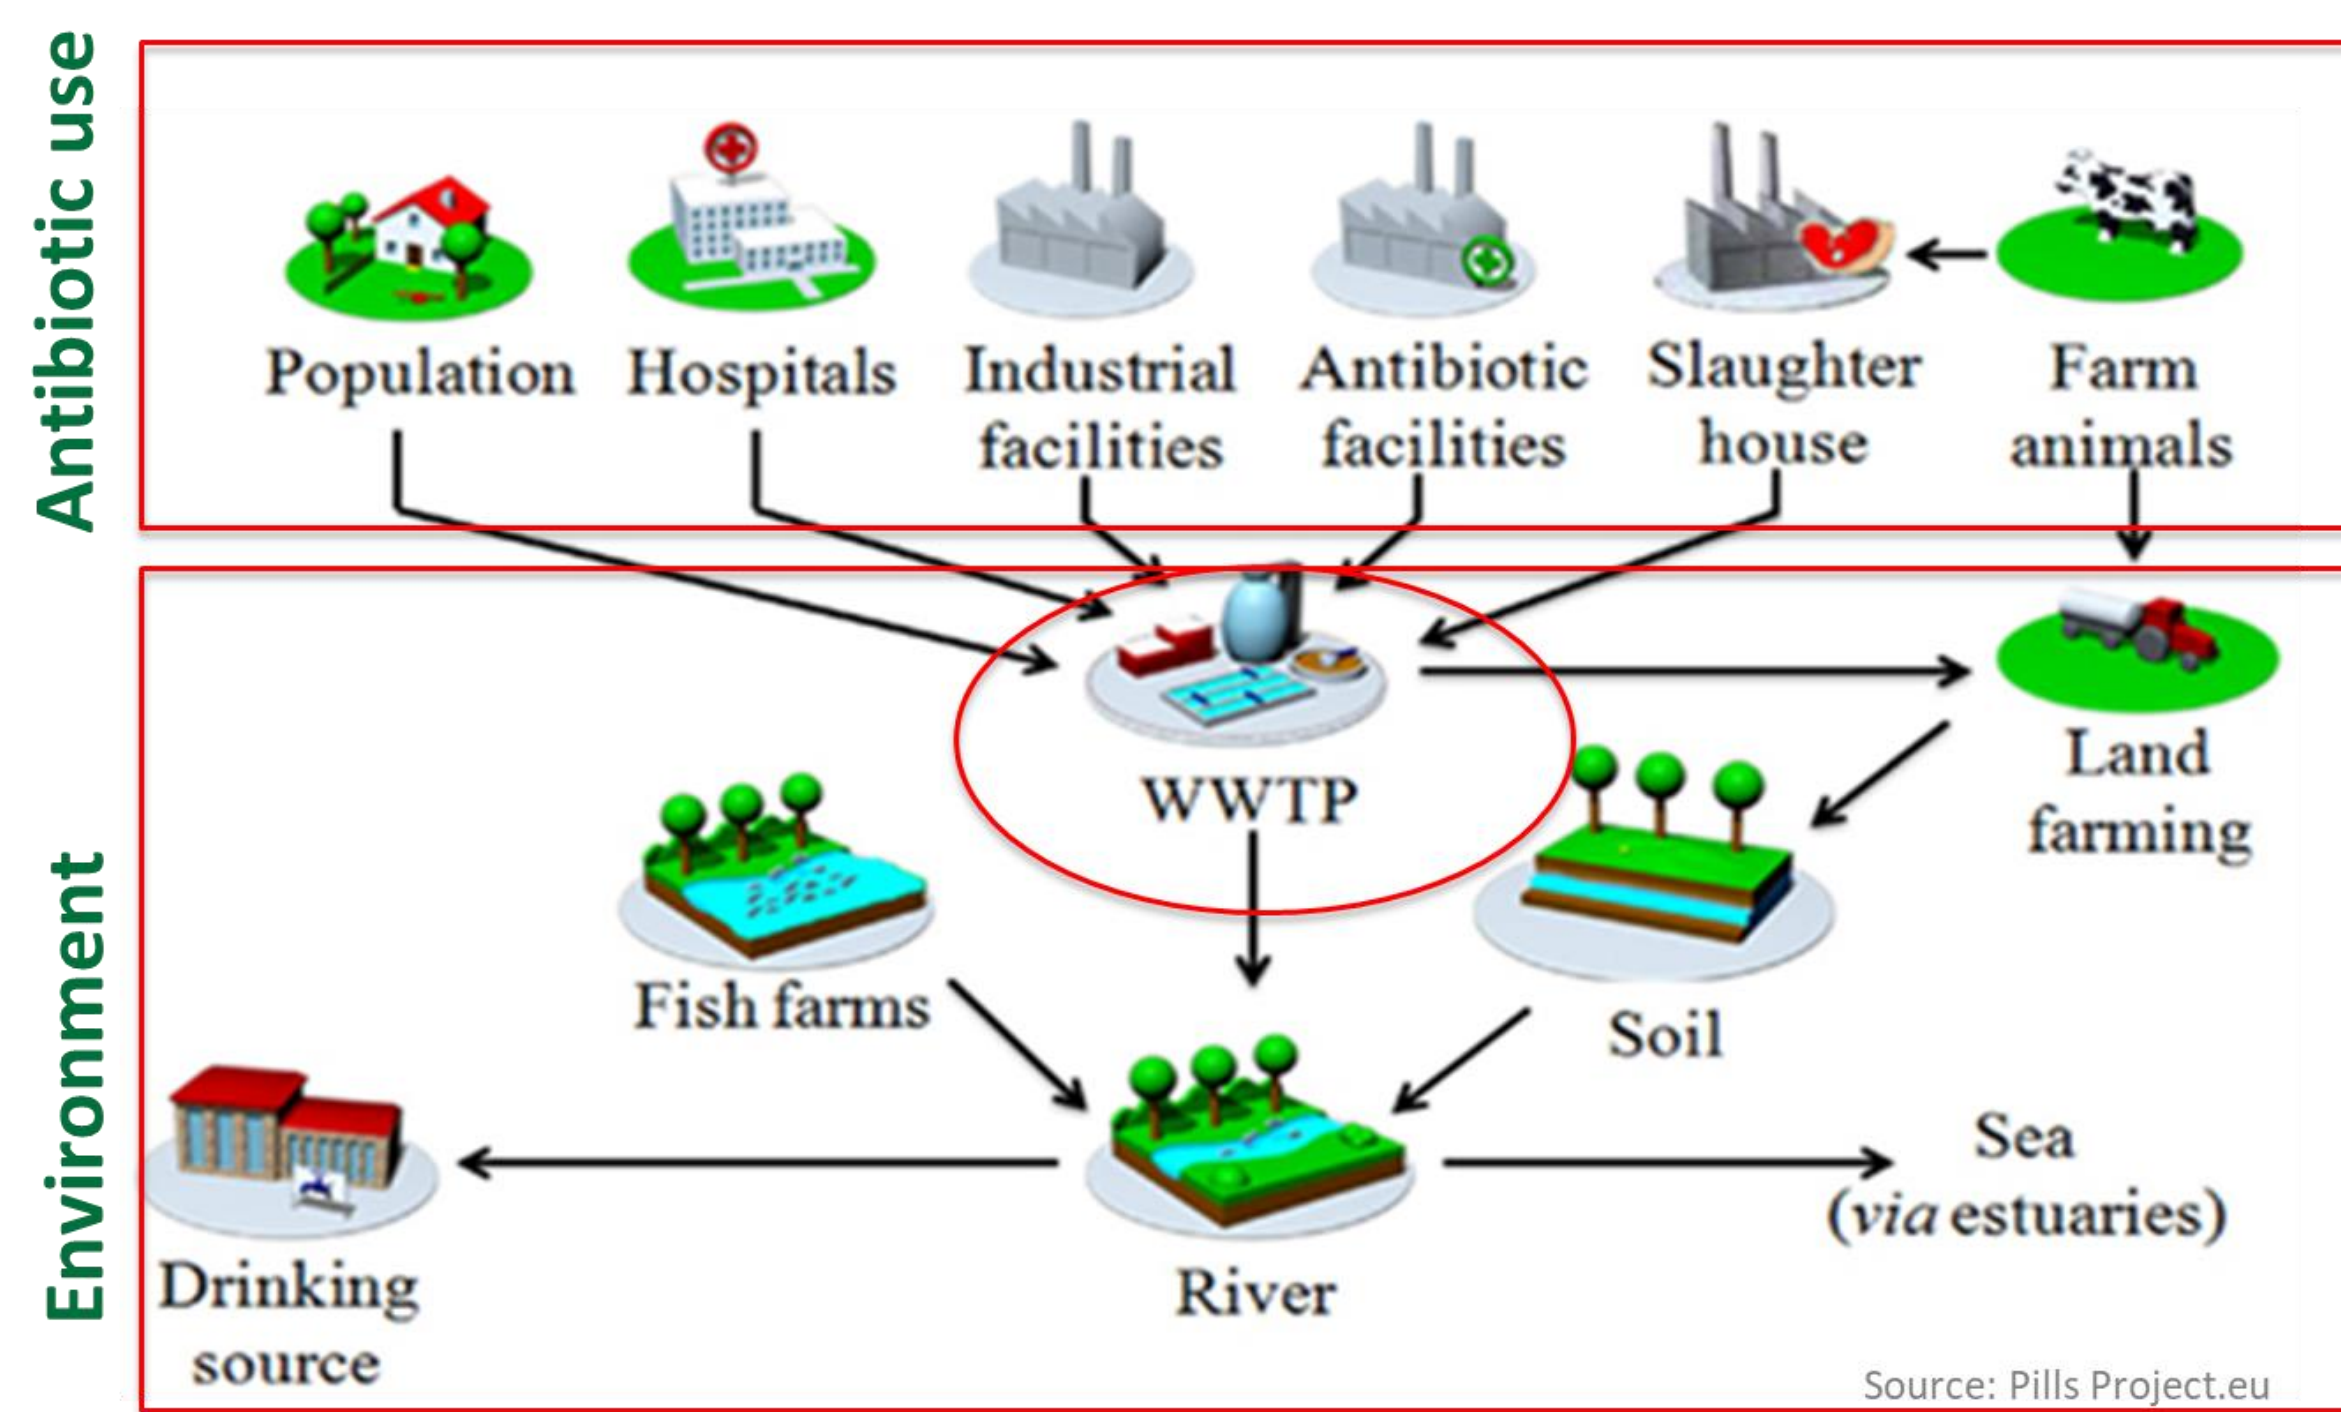 Antibiotic use
Population
Hospitals
Industrial
facilities
Antibiotic
facilities
Slaughter
house
Farm
animals
Environment
WWTP
Land
farming
Fish farms
Soil
Drinking
source
River
Sea
(via estuaries)
Source: Pills Project.eu